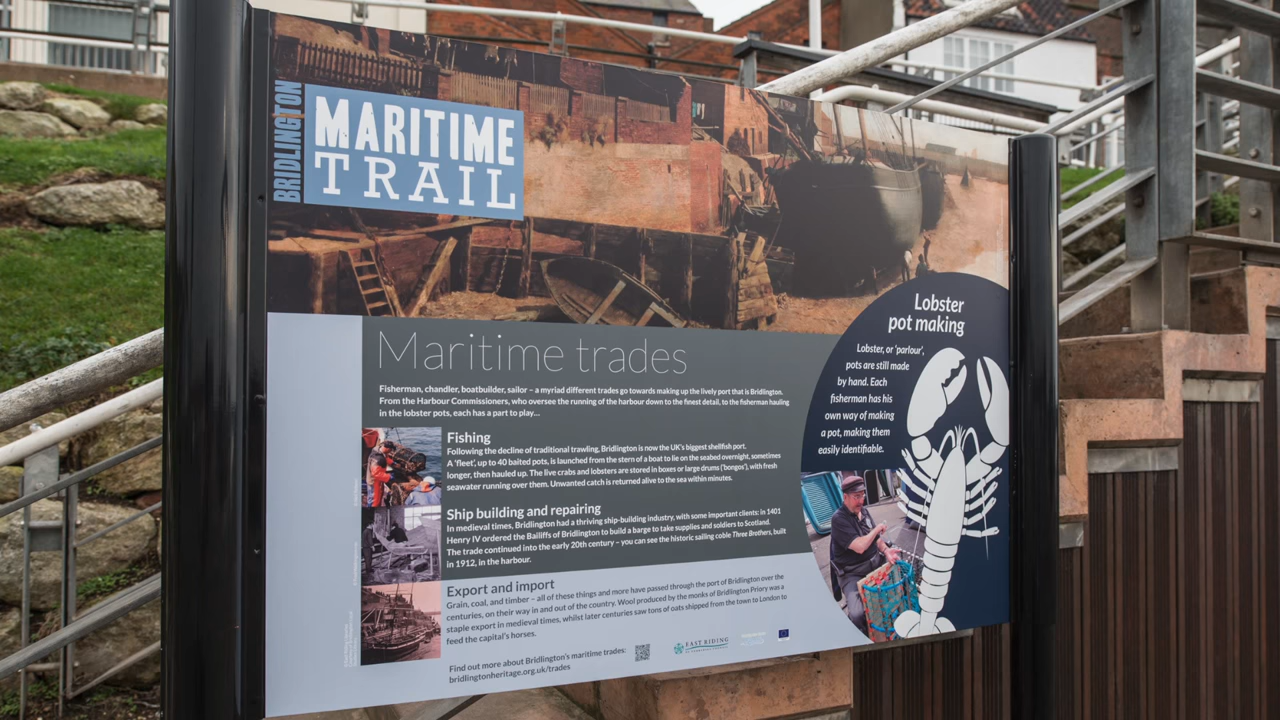 BRIDLINGTON
MARITIME
TRAIL
Maritime trades
Fisherman, chandler, boatbuilder, sailor – a myriad different trades go towards making up the lively port that is Bridlington.
From the Harbour Commissioners, who oversee the running of the harbour down to the finest detail, to the fisherman hauling
in the lobster pots, each has a part to play...
Fishing
Following the decline of traditional trawling, Bridlington is now the UK's biggest shellfish port.
A 'fleet', up to 40 baited pots, is launched from the stern of a boat to lie on the seabed overnight, sometimes
longer, then hauled up. The live crabs and lobsters are stored in boxes or large drums ('bongos'), with fresh
seawater running over them. Unwanted catch is returned alive to the sea within minutes.
Ship building and repairing
In medieval times, Bridlington had a thriving ship-building industry, with some important clients: in 1401
Henry IV ordered the Bailiffs of Bridlington to build a barge to take supplies and soldiers to Scotland.
The trade continued into the early 20th century – you can see the historic sailing coble Three Brothers, built
in 1912, in the harbour.
Export and import
Grain, coal, and timber – all of these things and more have passed through the port of Bridlington over the
centuries, on their way in and out of the country. Wool produced by the monks of Bridlington Priory was a
staple export in medieval times, whilst later centuries saw tons of oats shipped from the town to London to
feed the capital's horses.
Find out more about Bridlington's maritime trades:
bridlingtonheritage.org.uk/trades
EAST RIDING
Lobster
pot making
Lobster, or 'parlour',
pots are still made
by hand. Each
fisherman has his
own way of making
a pot, making them
easily identifiable.